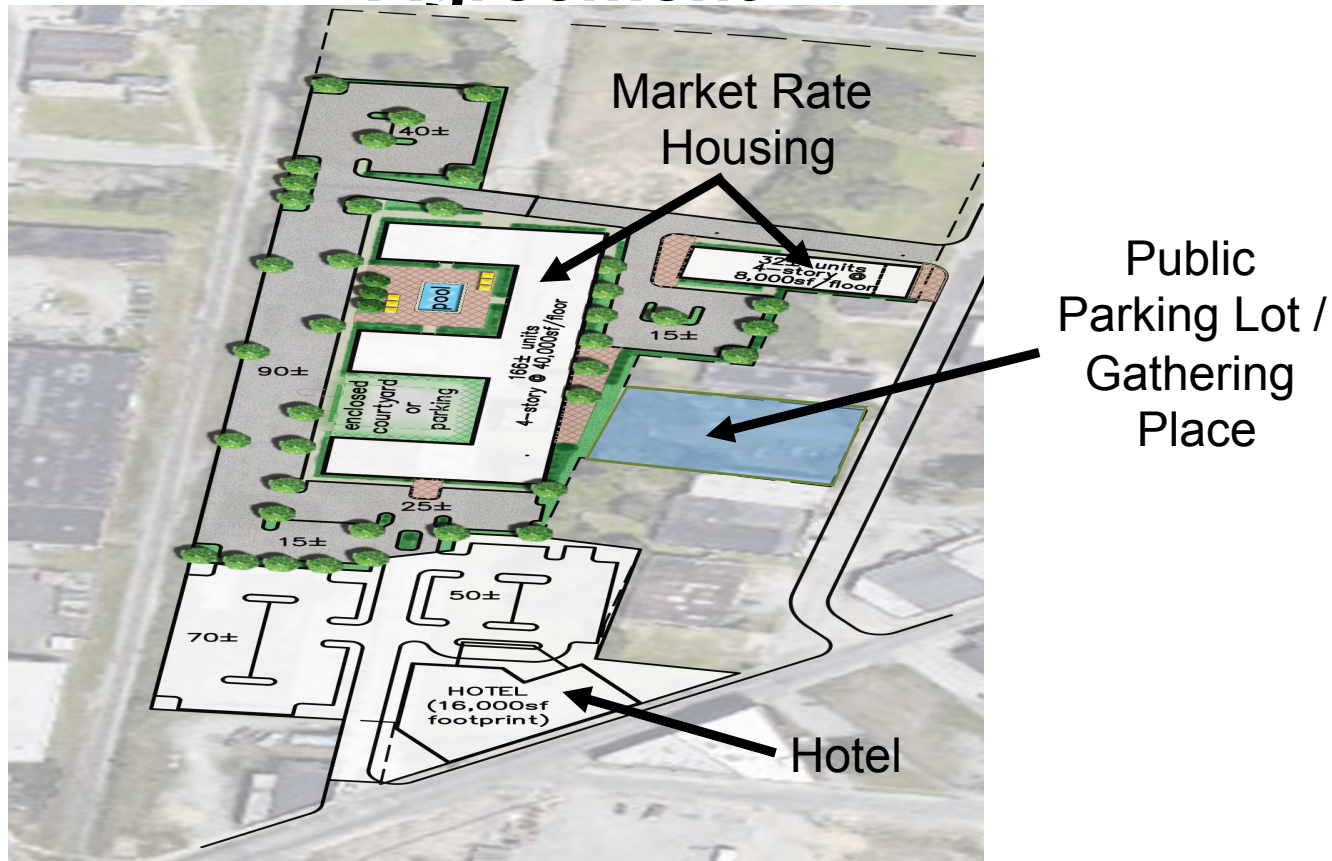 Market Rate
Housing
40±
32± units
4-story @
8,000sf/floor
pool
166± units
4-story @ 40,000sf/floor
15±
Public
Parking Lot /
Gathering
Place
90±
enclosed
courtyard
or
parking
25±
15±
50±
70±
HOTEL
(16,000sf
footprint)
Hotel